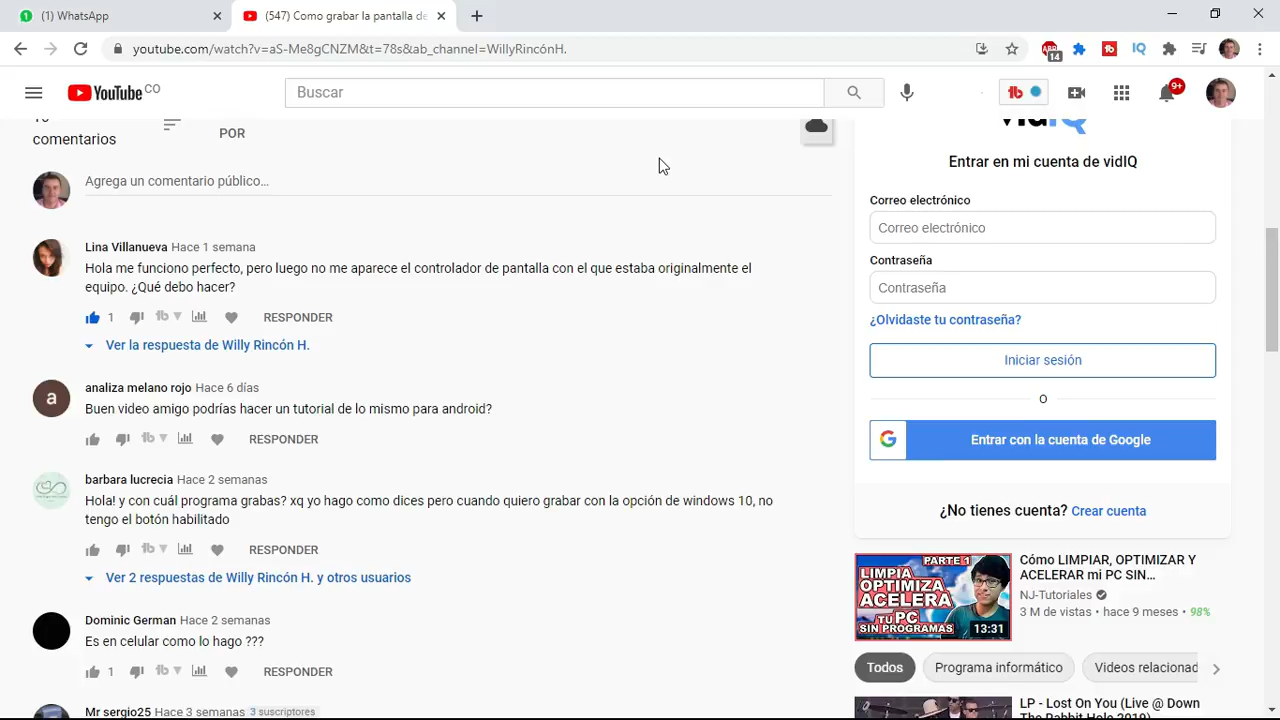 (1) WhatsApp
(547) Como grabar la pantalla de
youtube.com/watch?v=aS-Me8gCNZM&t=78s&ab_channel=WillyRincónH.
14
IQ
YouTube CO
Buscar
9+
comentarios
POR
Agrega un comentario público...
Lina Villanueva Hace 1 semana
Hola me funciono perfecto, pero luego no me aparece el controlador de pantalla con el que estaba originalmente el
equipo. ¿Qué debo hacer?
1
RESPONDER
Ver la respuesta de Willy Rincón H.
a
analiza melano rojo Hace 6 días
Buen video amigo podrías hacer un tutorial de lo mismo para android?
RESPONDER
barbara lucrecia Hace 2 semanas
Hola! y con cuál programa grabas? xq yo hago como dices pero cuando quiero grabar con la opción de windows 10, no
tengo el botón habilitado
RESPONDER
Ver 2 respuestas de Willy Rincón H. y otros usuarios
Dominic German Hace 2 semanas
Es en celular como lo hago ???
1
RESPONDER
Mr sergio25 Hace 3 semanas 3 suscriptores
vidIQ
Entrar en mi cuenta de vidIQ
Correo electrónico
Correo electrónico
Contraseña
Contraseña
¿Olvidaste tu contraseña?
Iniciar sesión
O
Entrar con la cuenta de Google
¿No tienes cuenta? Crear cuenta
PARTE 1
LIMPIA
OPTIMIZA
ACELERA
TU PC
SIN PROGRAMAS
13:31
Cómo LIMPIAR, OPTIMIZAR Y
ACELERAR mi PC SIN...
NJ-Tutoriales
3 M de vistas • hace 9 meses • 98%
Todos
Programa informático
Videos relacionad
LP - Lost On You (Live @ Down
The Rabbit Hole 2019)